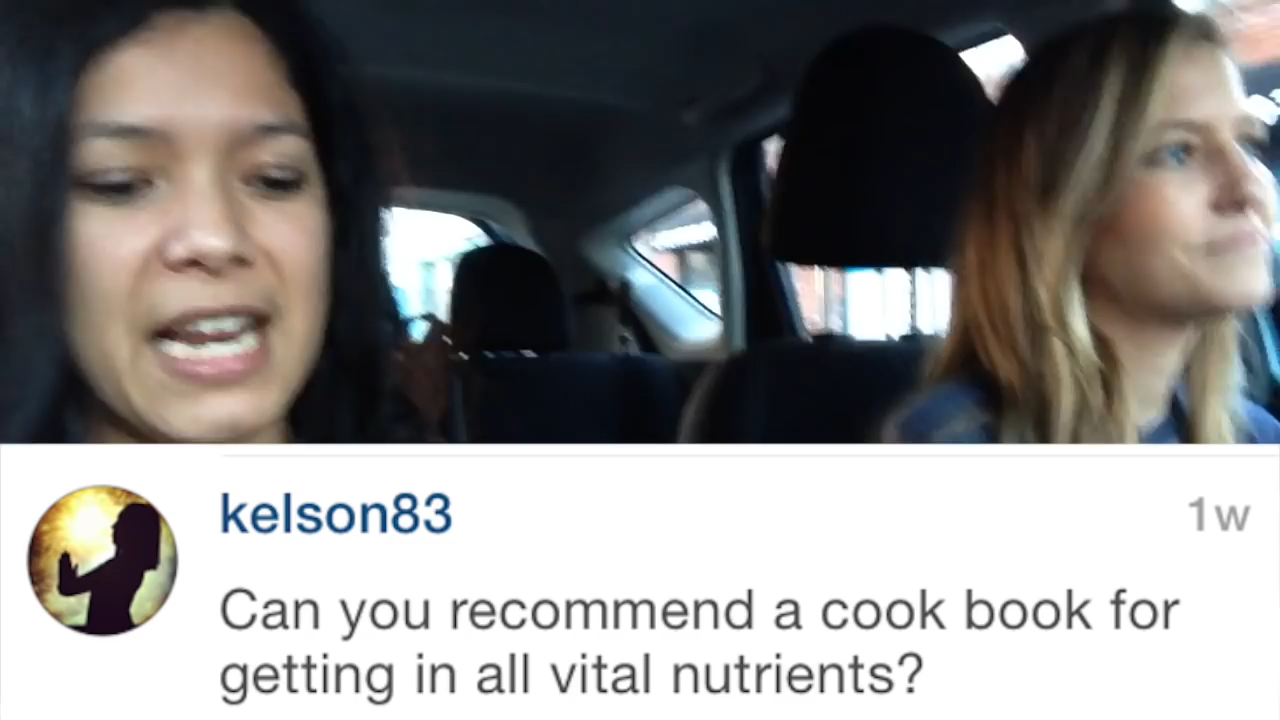 kelson83
1w
Can you recommend a cook book for
getting in all vital nutrients?